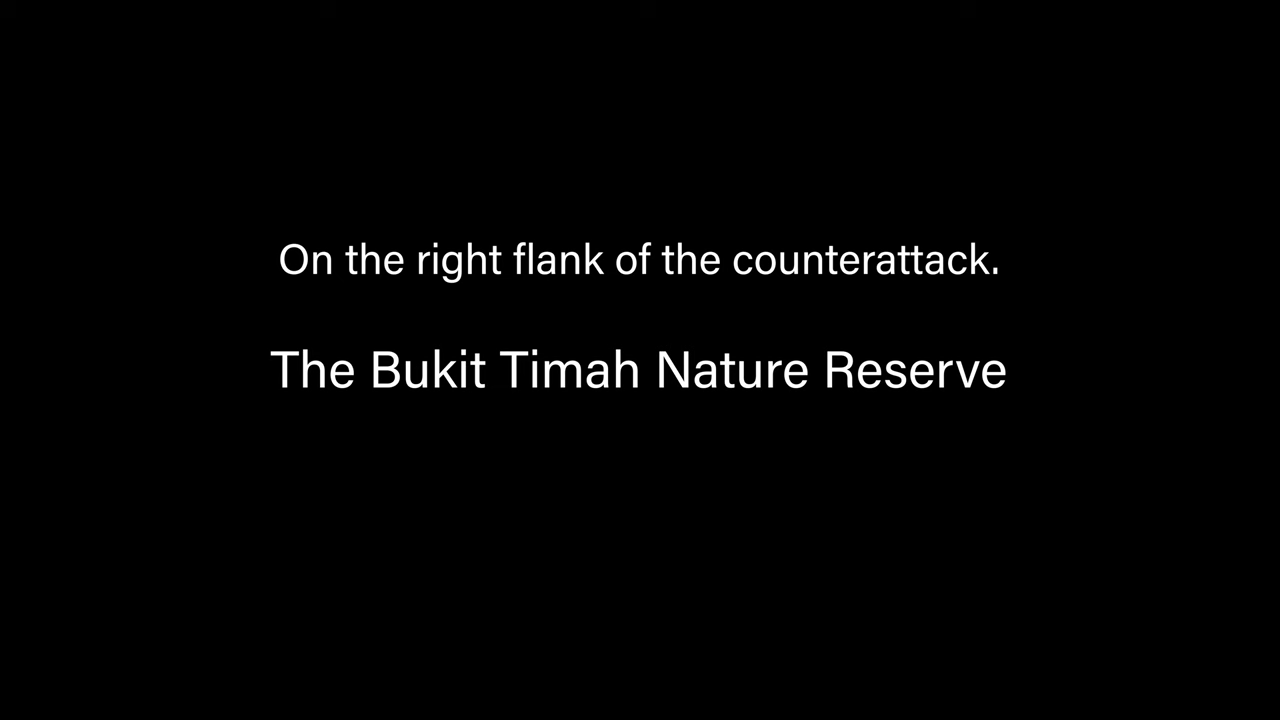 On the right flank of the counterattack.
The Bukit Timah Nature Reserve